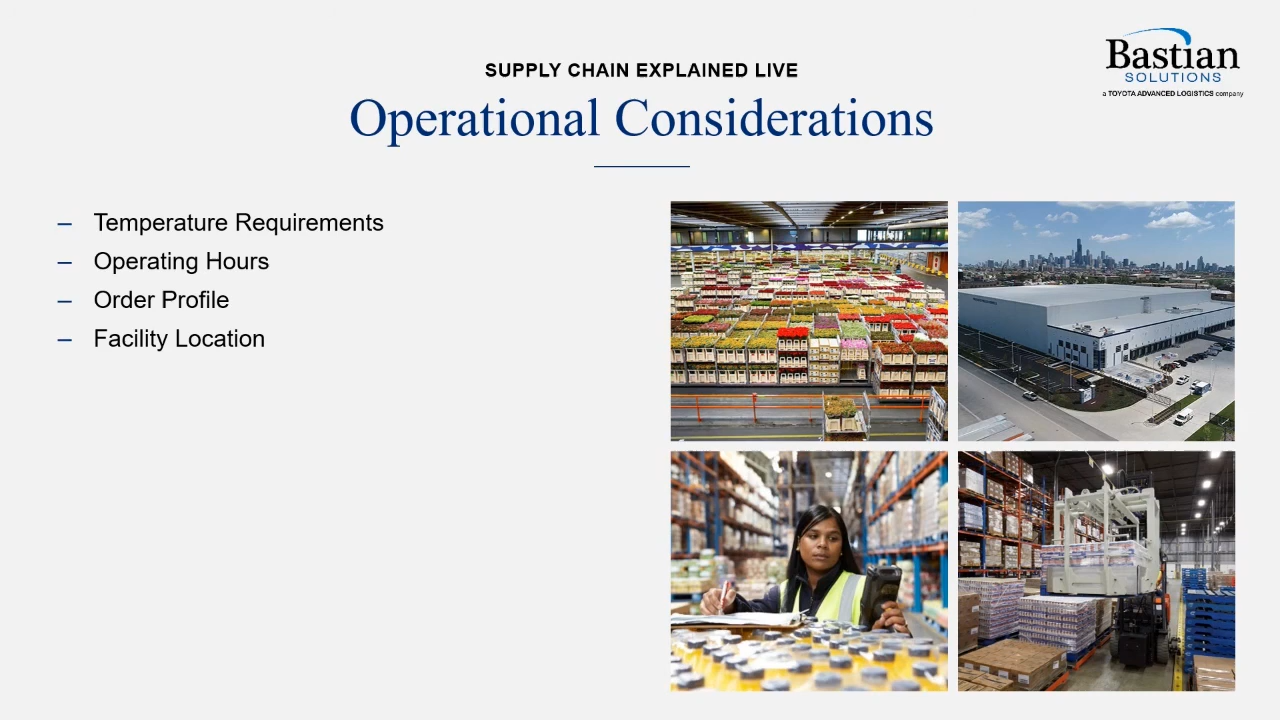 Bastian
SOLUTIONS
a TOYOTA ADVANCED LOGISTICS company
SUPPLY CHAIN EXPLAINED LIVE
Operational Considerations
– Temperature Requirements
– Operating Hours
– Order Profile
– Facility Location